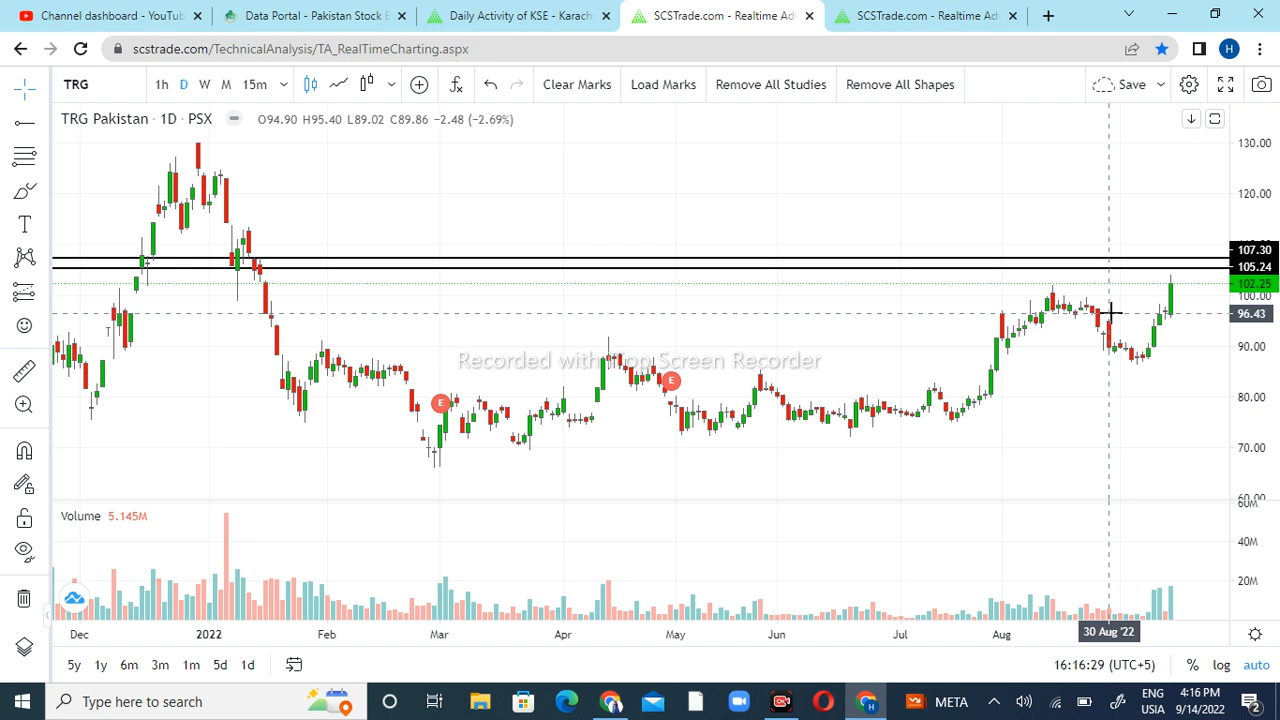 Channel dashboard - YouTub
Data Portal - Pakistan Stock E
Daily Activity of KSE - Karach
SCSTrade.com - Realtime Adv
SCSTrade.com - Realtime Adv
scstrade.com/TechnicalAnalysis/TA_RealTimeCharting.aspx
H
TRG
1h D W M 15m
Clear Marks
Load Marks
Remove All Studies
Remove All Shapes
Save
TRG Pakistan · 1D · PSX
O94.90 H95.40 L89.02 C89.86 −2.48 (−2.69%)
130.00
120.00
107.30
105.24
102.25
100.00
96.43
90.00
80.00
70.00
60.00
E
E
Recorded with iTop Screen Recorder
Volume 5.145M
60M
40M
20M
Dec 2022 Feb Mar Apr May Jun Jul Aug 30 Aug '22
5y 1y 6m 3m 1m 5d 1d
16:16:29 (UTC+5) % log auto
Type here to search
META
ENG
USIA
4:16 PM
9/14/2022
2